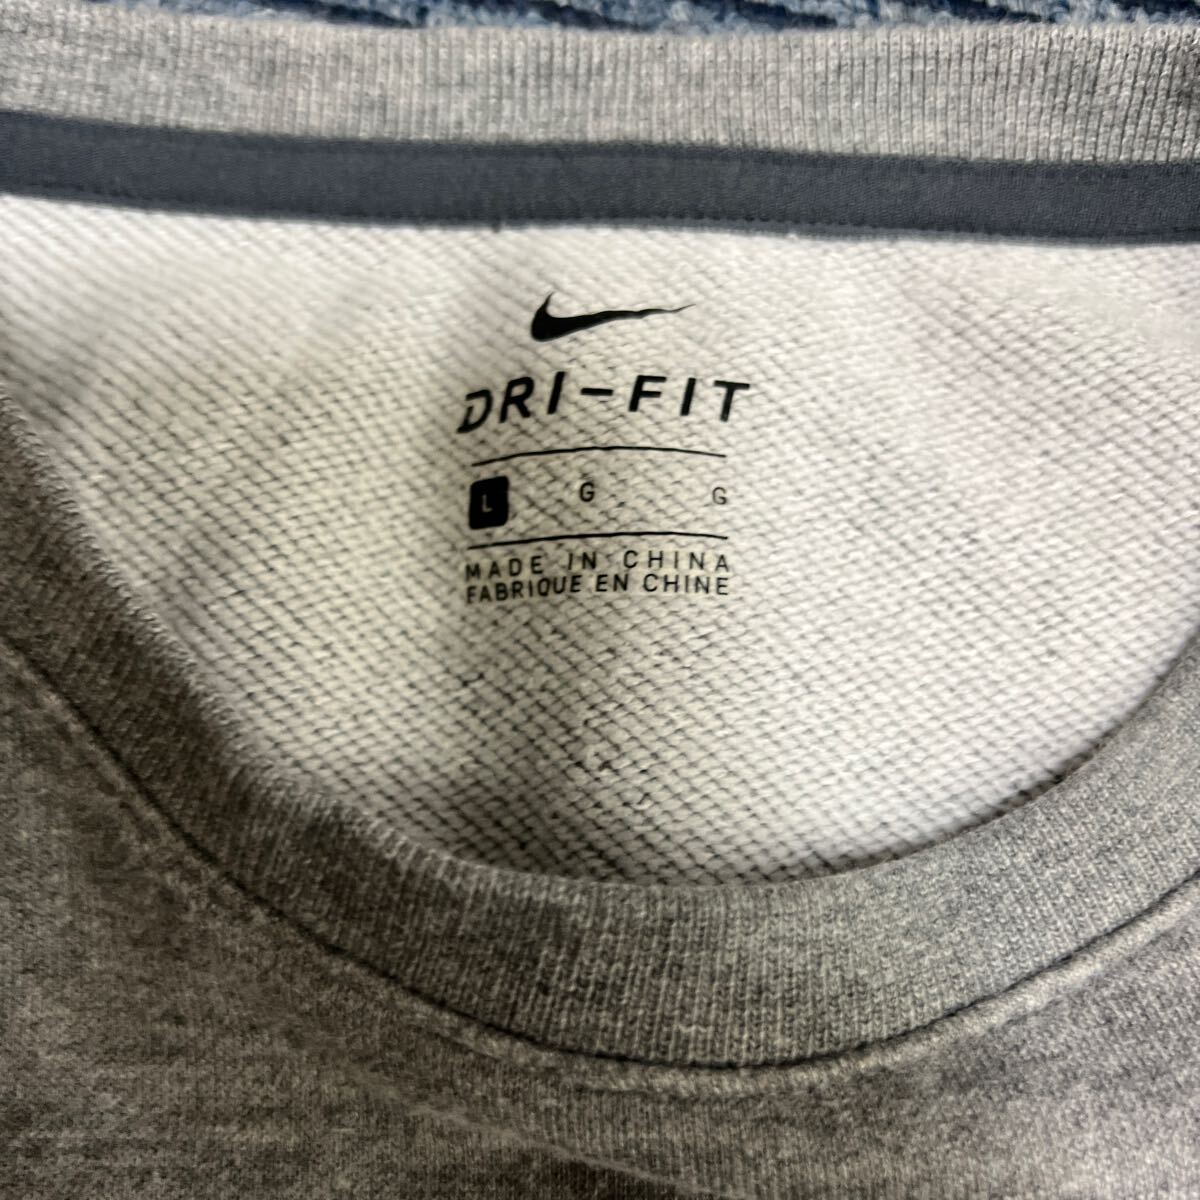 DRI-FIT
L G G
MADE IN CHINA
FABRIQUE EN CHINE